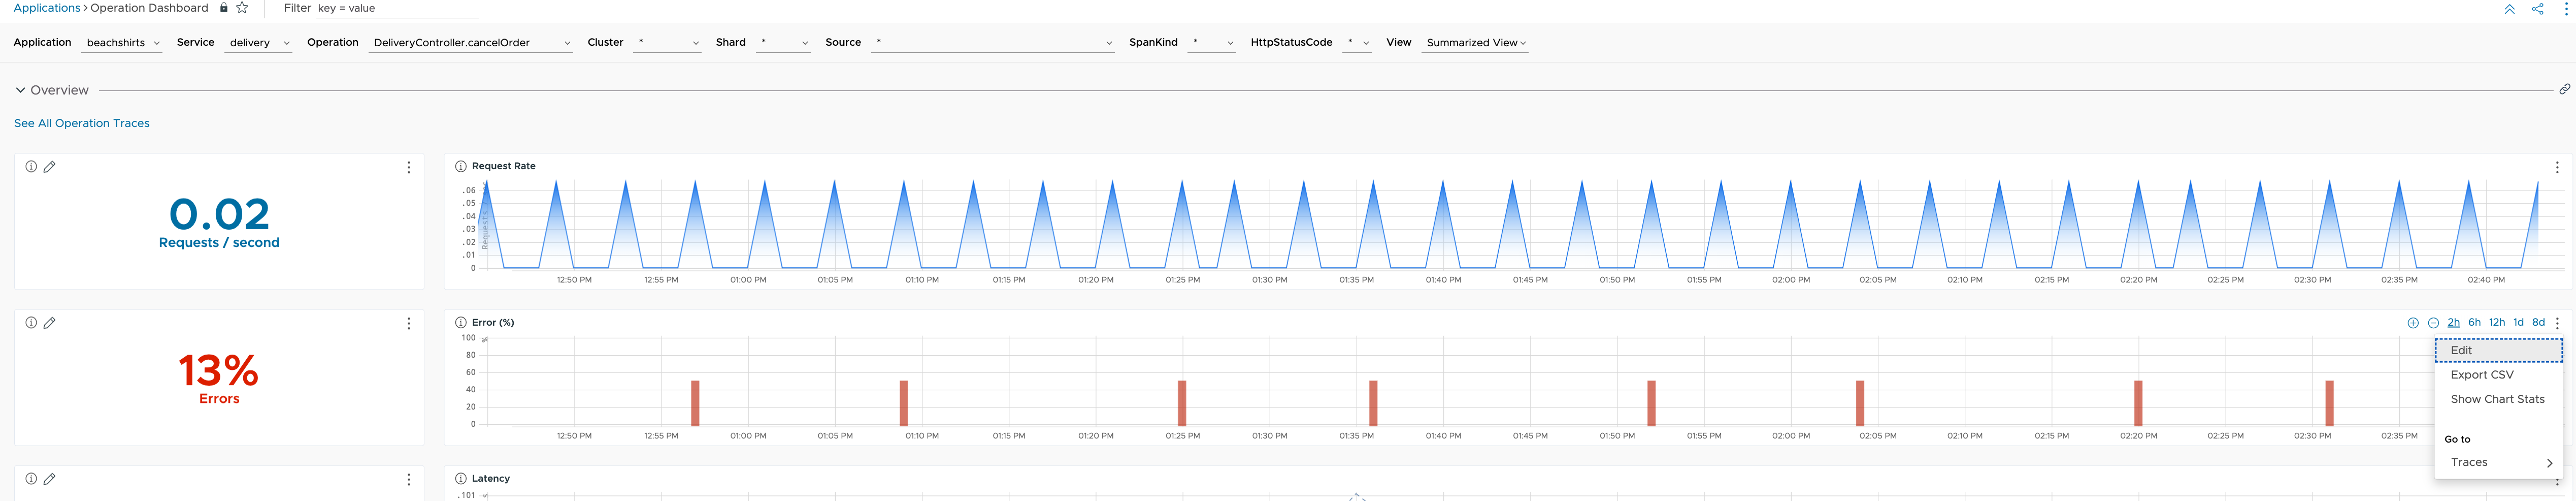 Applications > Operation Dashboard Filter key = value
Application beachshirts Service delivery Operation DeliveryController.cancelOrder Cluster * Shard * Source * SpanKind * HttpStatusCode * View Summarized View
Overview
See All Operation Traces
0.02
Requests / second
Request Rate
.06
.05
.04
.03
.02
.01
0
12:50 PM 12:55 PM 01:00 PM 01:05 PM 01:10 PM 01:15 PM 01:20 PM 01:25 PM 01:30 PM 01:35 PM 01:40 PM 01:45 PM 01:50 PM 01:55 PM 02:00 PM 02:05 PM 02:10 PM 02:15 PM 02:20 PM 02:25 PM 02:30 PM 02:35 PM 02:40 PM
13%
Errors
Error (%)
2h 6h 12h 1d 8d
100
80
60
40
20
0
12:50 PM 12:55 PM 01:00 PM 01:05 PM 01:10 PM 01:15 PM 01:20 PM 01:25 PM 01:30 PM 01:35 PM 01:40 PM 01:45 PM 01:50 PM 01:55 PM 02:00 PM 02:05 PM 02:10 PM 02:15 PM 02:20 PM 02:25 PM 02:30 PM 02:35 PM
Edit
Export CSV
Show Chart Stats
Go to
Traces
Latency
.101